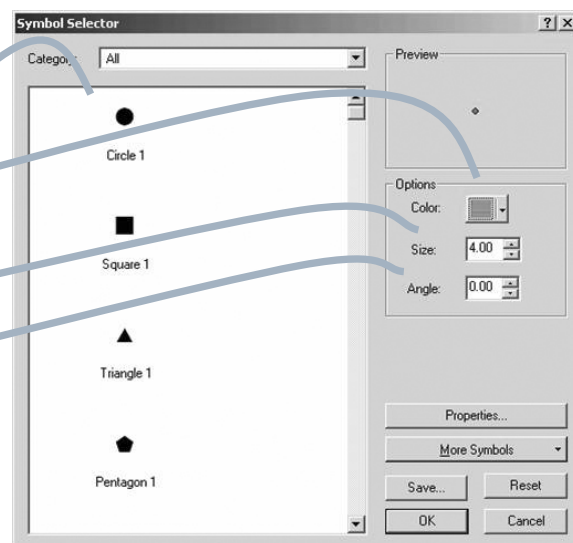 Symbol Selector
? ×
Category: All
Circle 1
Square 1
Triangle 1
Pentagon 1
Preview
Options
Color:
Size: 4.00
Angle: 0.00
Properties...
More Symbols
Save... Reset
OK Cancel